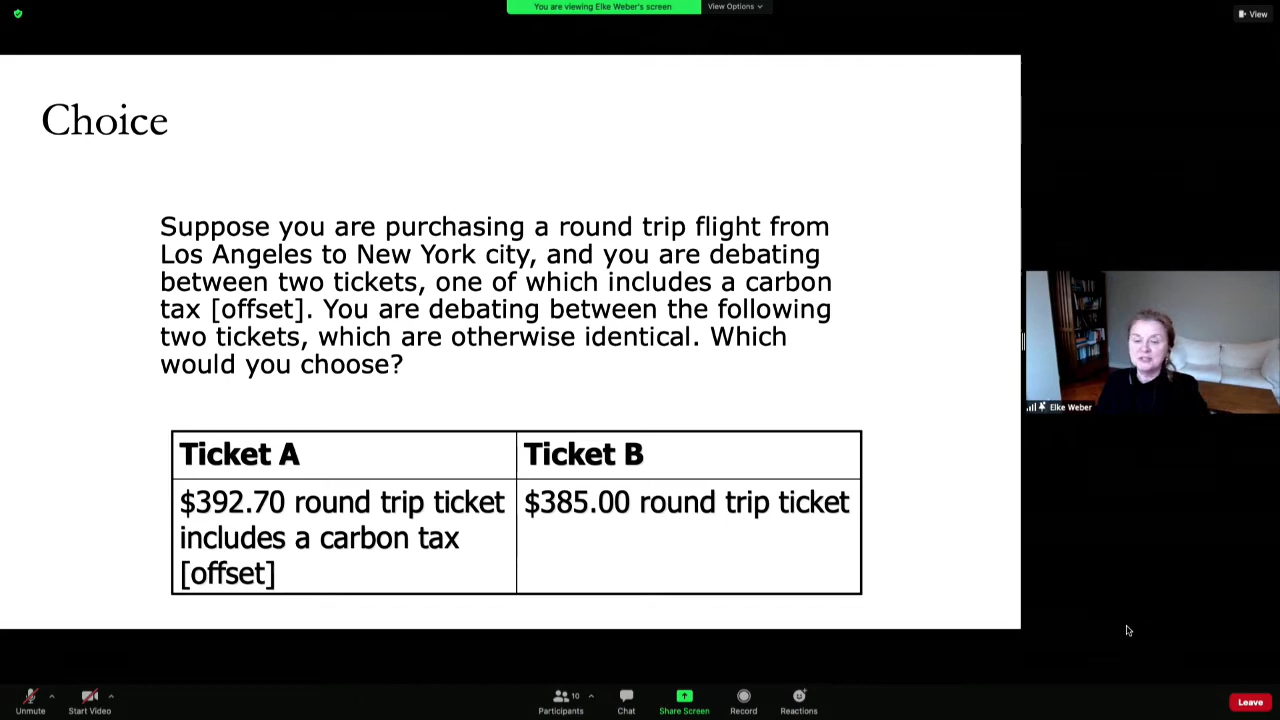 You are viewing Elke Weber's screen
View Options
View
Choice
Suppose you are purchasing a round trip flight from
Los Angeles to New York city, and you are debating
between two tickets, one of which includes a carbon
tax [offset]. You are debating between the following
two tickets, which are otherwise identical. Which
would you choose?
Ticket A
Ticket B
$392.70 round trip ticket
includes a carbon tax
[offset]
$385.00 round trip ticket
Elke Weber
Unmute
Start Video
10
Participants
Chat
Share Screen
Record
Reactions
Leave